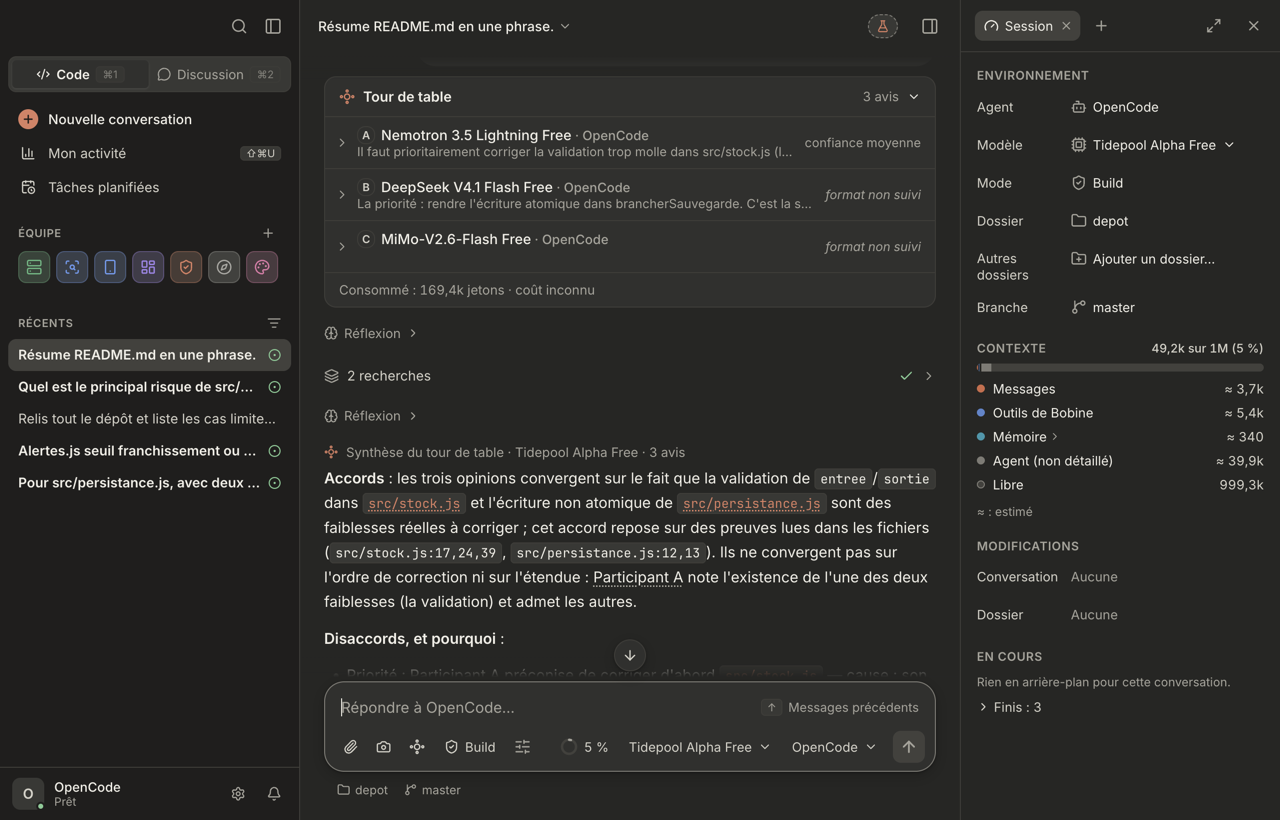 Code ⌘1 Discussion ⌘2
Nouvelle conversation
Mon activité ⇧⌘U
Tâches planifiées
ÉQUIPE
RÉCENTS
Résume README.md en une phrase.
Quel est le principal risque de src/...
Relis tout le dépôt et liste les cas limite...
Alertes.js seuil franchissement ou ...
Pour src/persistance.js, avec deux ...
O OpenCode
Prêt
Résume README.md en une phrase.
Tour de table 3 avis
A Nemotron 3.5 Lightning Free · OpenCode
Il faut prioritairement corriger la validation trop molle dans src/stock.js (l... confiance moyenne
B DeepSeek V4.1 Flash Free · OpenCode
La priorité : rendre l'écriture atomique dans brancherSauvegarde. C'est la s... format non suivi
C MiMo-V2.6-Flash Free · OpenCode
format non suivi
Consommé : 169,4k jetons · coût inconnu
Réflexion
2 recherches
Réflexion
Synthèse du tour de table · Tidepool Alpha Free · 3 avis
Accords : les trois opinions convergent sur le fait que la validation de entree / sortie
dans src/stock.js et l'écriture non atomique de src/persistance.js sont des
faiblesses réelles à corriger ; cet accord repose sur des preuves lues dans les fichiers
( src/stock.js:17,24,39 , src/persistance.js:12,13 ). Ils ne convergent pas sur
l'ordre de correction ni sur l'étendue : Participant A note l'existence de l'une des deux
faiblesses (la validation) et admet les autres.
Disaccords, et pourquoi :
Priorité : Participant A préconise de corriger d'abord src/stock.js — cause : son
Répondre à OpenCode... Messages précédents
Build 5 % Tidepool Alpha Free OpenCode
depot master
Session
ENVIRONNEMENT
Agent OpenCode
Modèle Tidepool Alpha Free
Mode Build
Dossier depot
Autres dossiers Ajouter un dossier...
Branche master
CONTEXTE 49,2k sur 1M (5 %)
Messages ≈ 3,7k
Outils de Bobine ≈ 5,4k
Mémoire ≈ 340
Agent (non détaillé) ≈ 39,9k
Libre 999,3k
≈ : estimé
MODIFICATIONS
Conversation Aucune
Dossier Aucune
EN COURS
Rien en arrière-plan pour cette conversation.
Finis : 3